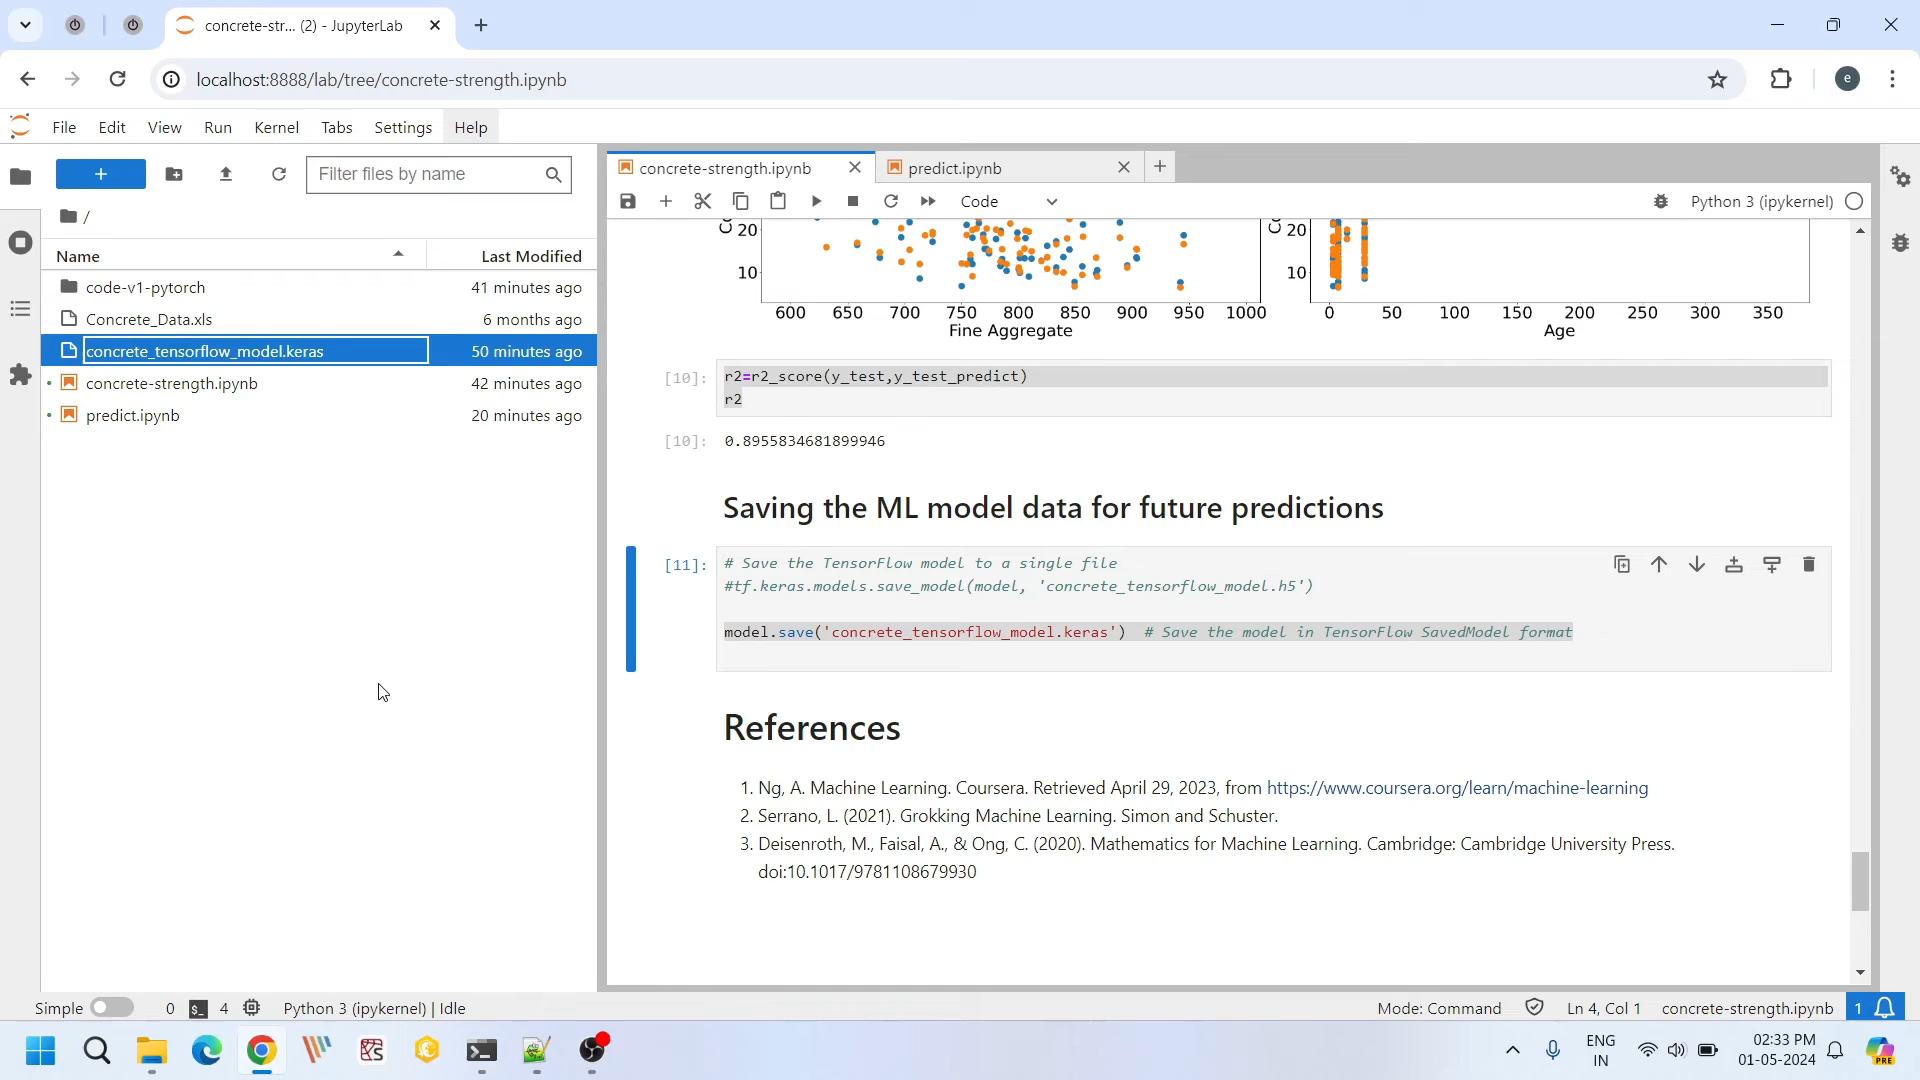 concrete-str... (2) - JupyterLab
localhost:8888/lab/tree/concrete-strength.ipynb
e
File Edit View Run Kernel Tabs Settings Help
Filter files by name
/
Name Last Modified
code-v1-pytorch 41 minutes ago
Concrete_Data.xls 6 months ago
concrete_tensorflow_model.keras 50 minutes ago
concrete-strength.ipynb 42 minutes ago
predict.ipynb 20 minutes ago
concrete-strength.ipynb
predict.ipynb
Code
Python 3 (ipykernel)
20
10
600 650 700 750 800 850 900 950 1000
Fine Aggregate
20
10
0 50 100 150 200 250 300 350
Age
[10]: r2=r2_score(y_test,y_test_predict)
r2
[10]: 0.8955834681899946
Saving the ML model data for future predictions
[11]: # Save the TensorFlow model to a single file
#tf.keras.models.save_model(model, 'concrete_tensorflow_model.h5')
model.save('concrete_tensorflow_model.keras') # Save the model in TensorFlow SavedModel format
References
1. Ng, A. Machine Learning. Coursera. Retrieved April 29, 2023, from https://www.coursera.org/learn/machine-learning
2. Serrano, L. (2021). Grokking Machine Learning. Simon and Schuster.
3. Deisenroth, M., Faisal, A., & Ong, C. (2020). Mathematics for Machine Learning. Cambridge: Cambridge University Press.
doi:10.1017/9781108679930
Simple 0 $_ 4 Python 3 (ipykernel) | Idle
Mode: Command Ln 4, Col 1 concrete-strength.ipynb 1
ENG
IN
02:33 PM
01-05-2024
PRE